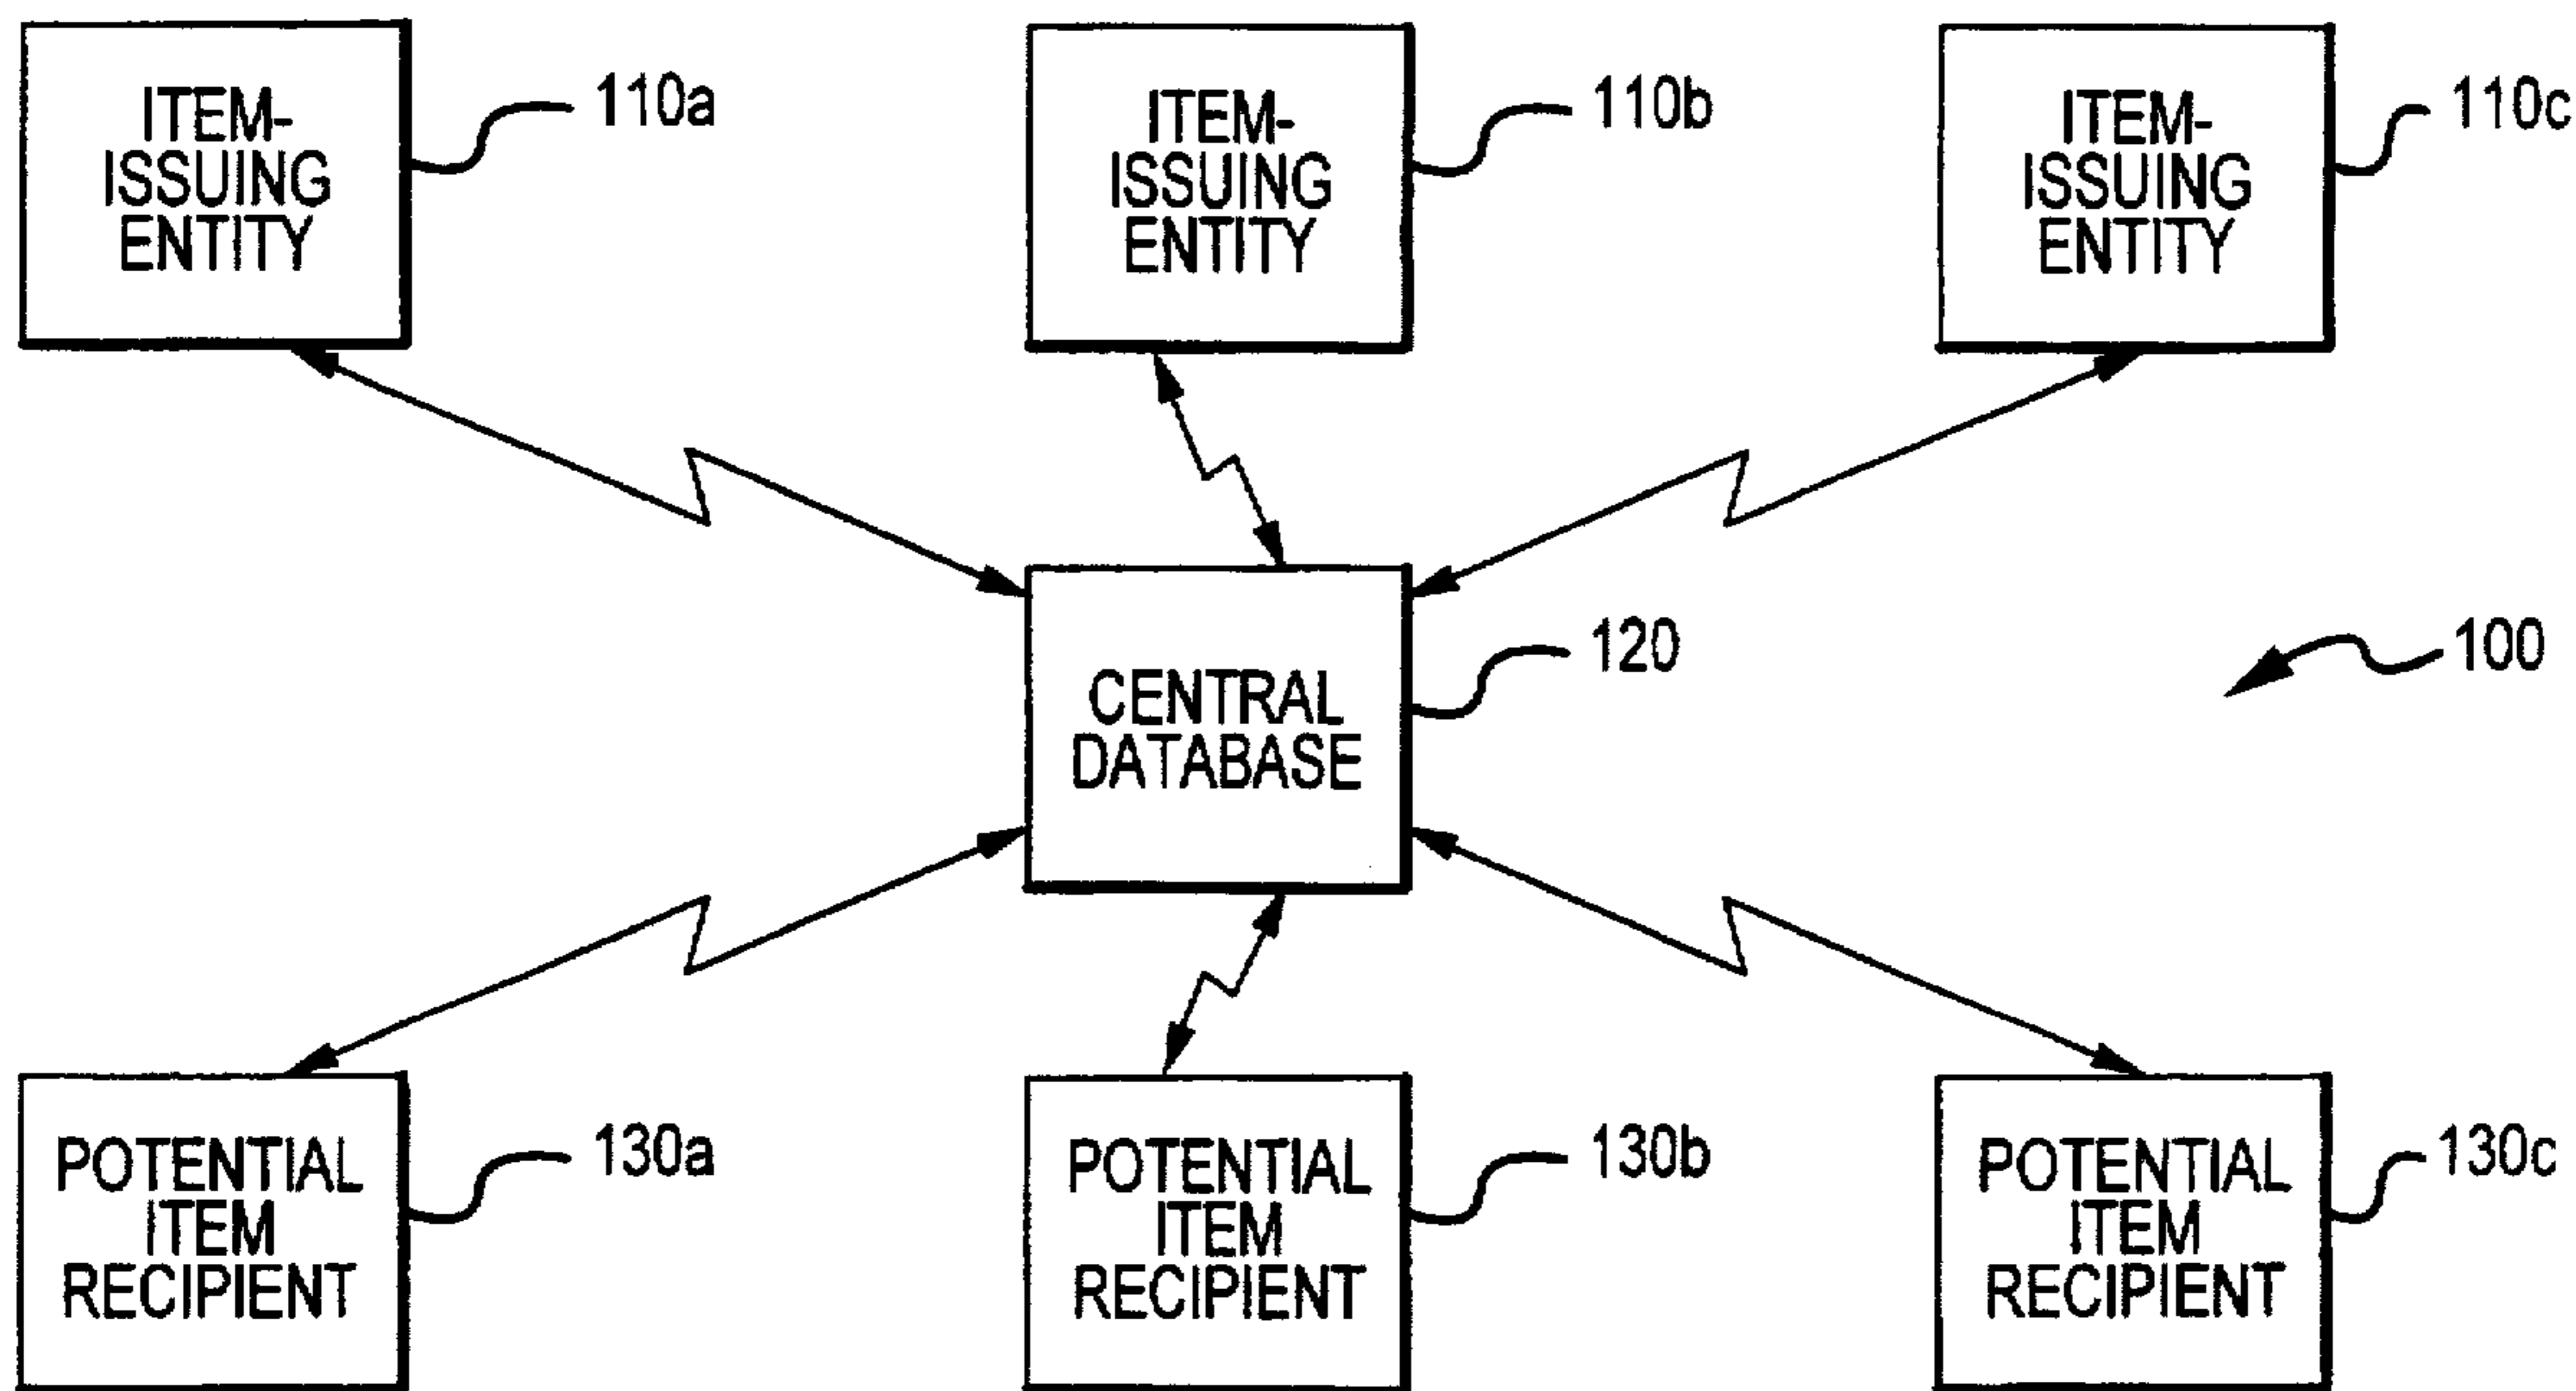 ITEM-
ISSUING
ENTITY
110a
ITEM-
ISSUING
ENTITY
110b
ITEM-
ISSUING
ENTITY
110c
CENTRAL
DATABASE
120
100
POTENTIAL
ITEM
RECIPIENT
130a
POTENTIAL
ITEM
RECIPIENT
130b
POTENTIAL
ITEM
RECIPIENT
130c